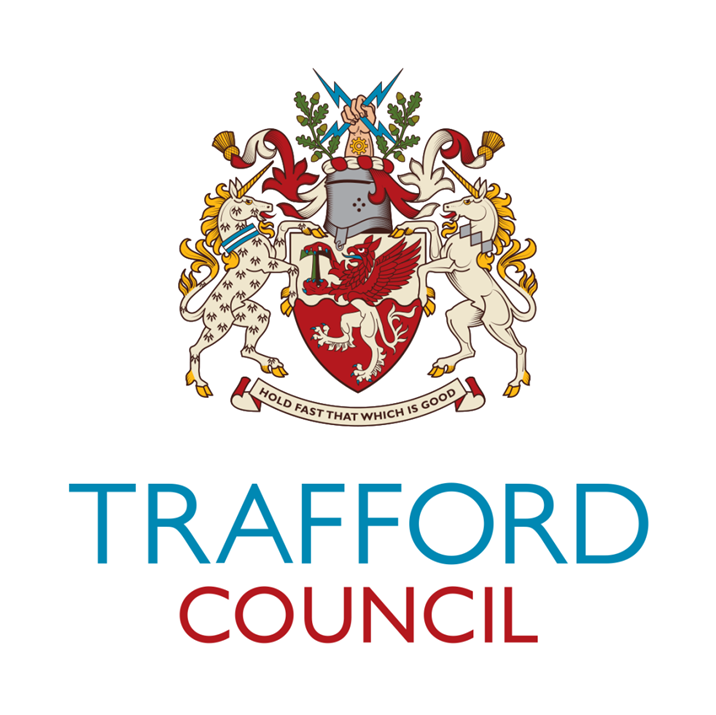 HOLD FAST THAT WHICH IS GOOD
TRAFFORD
COUNCIL